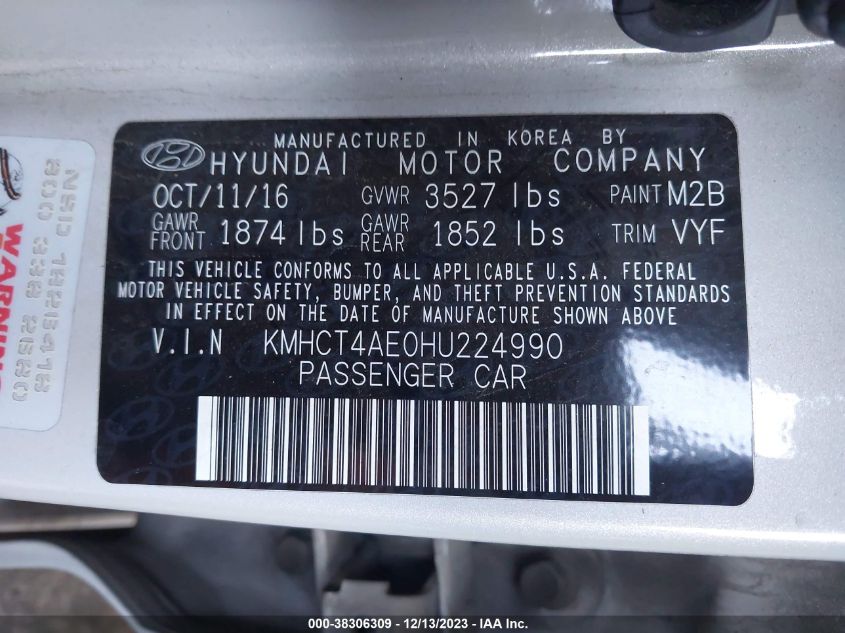 MANUFACTURED IN KOREA BY
HYUNDAI MOTOR COMPANY
OCT/11/16 GVWR 3527 lbs PAINT M2B
GAWR FRONT 1874 lbs GAWR REAR 1852 lbs TRIM VYF
THIS VEHICLE CONFORMS TO ALL APPLICABLE U.S.A. FEDERAL
MOTOR VEHICLE SAFETY, BUMPER, AND THEFT PREVENTION STANDARDS
IN EFFECT ON THE DATE OF MANUFACTURE SHOWN ABOVE.
V.I.N KMHCT4AE0HU224990
PASSENGER CAR
WARNING
000-38306309 - 12/13/2023 - IAA Inc.